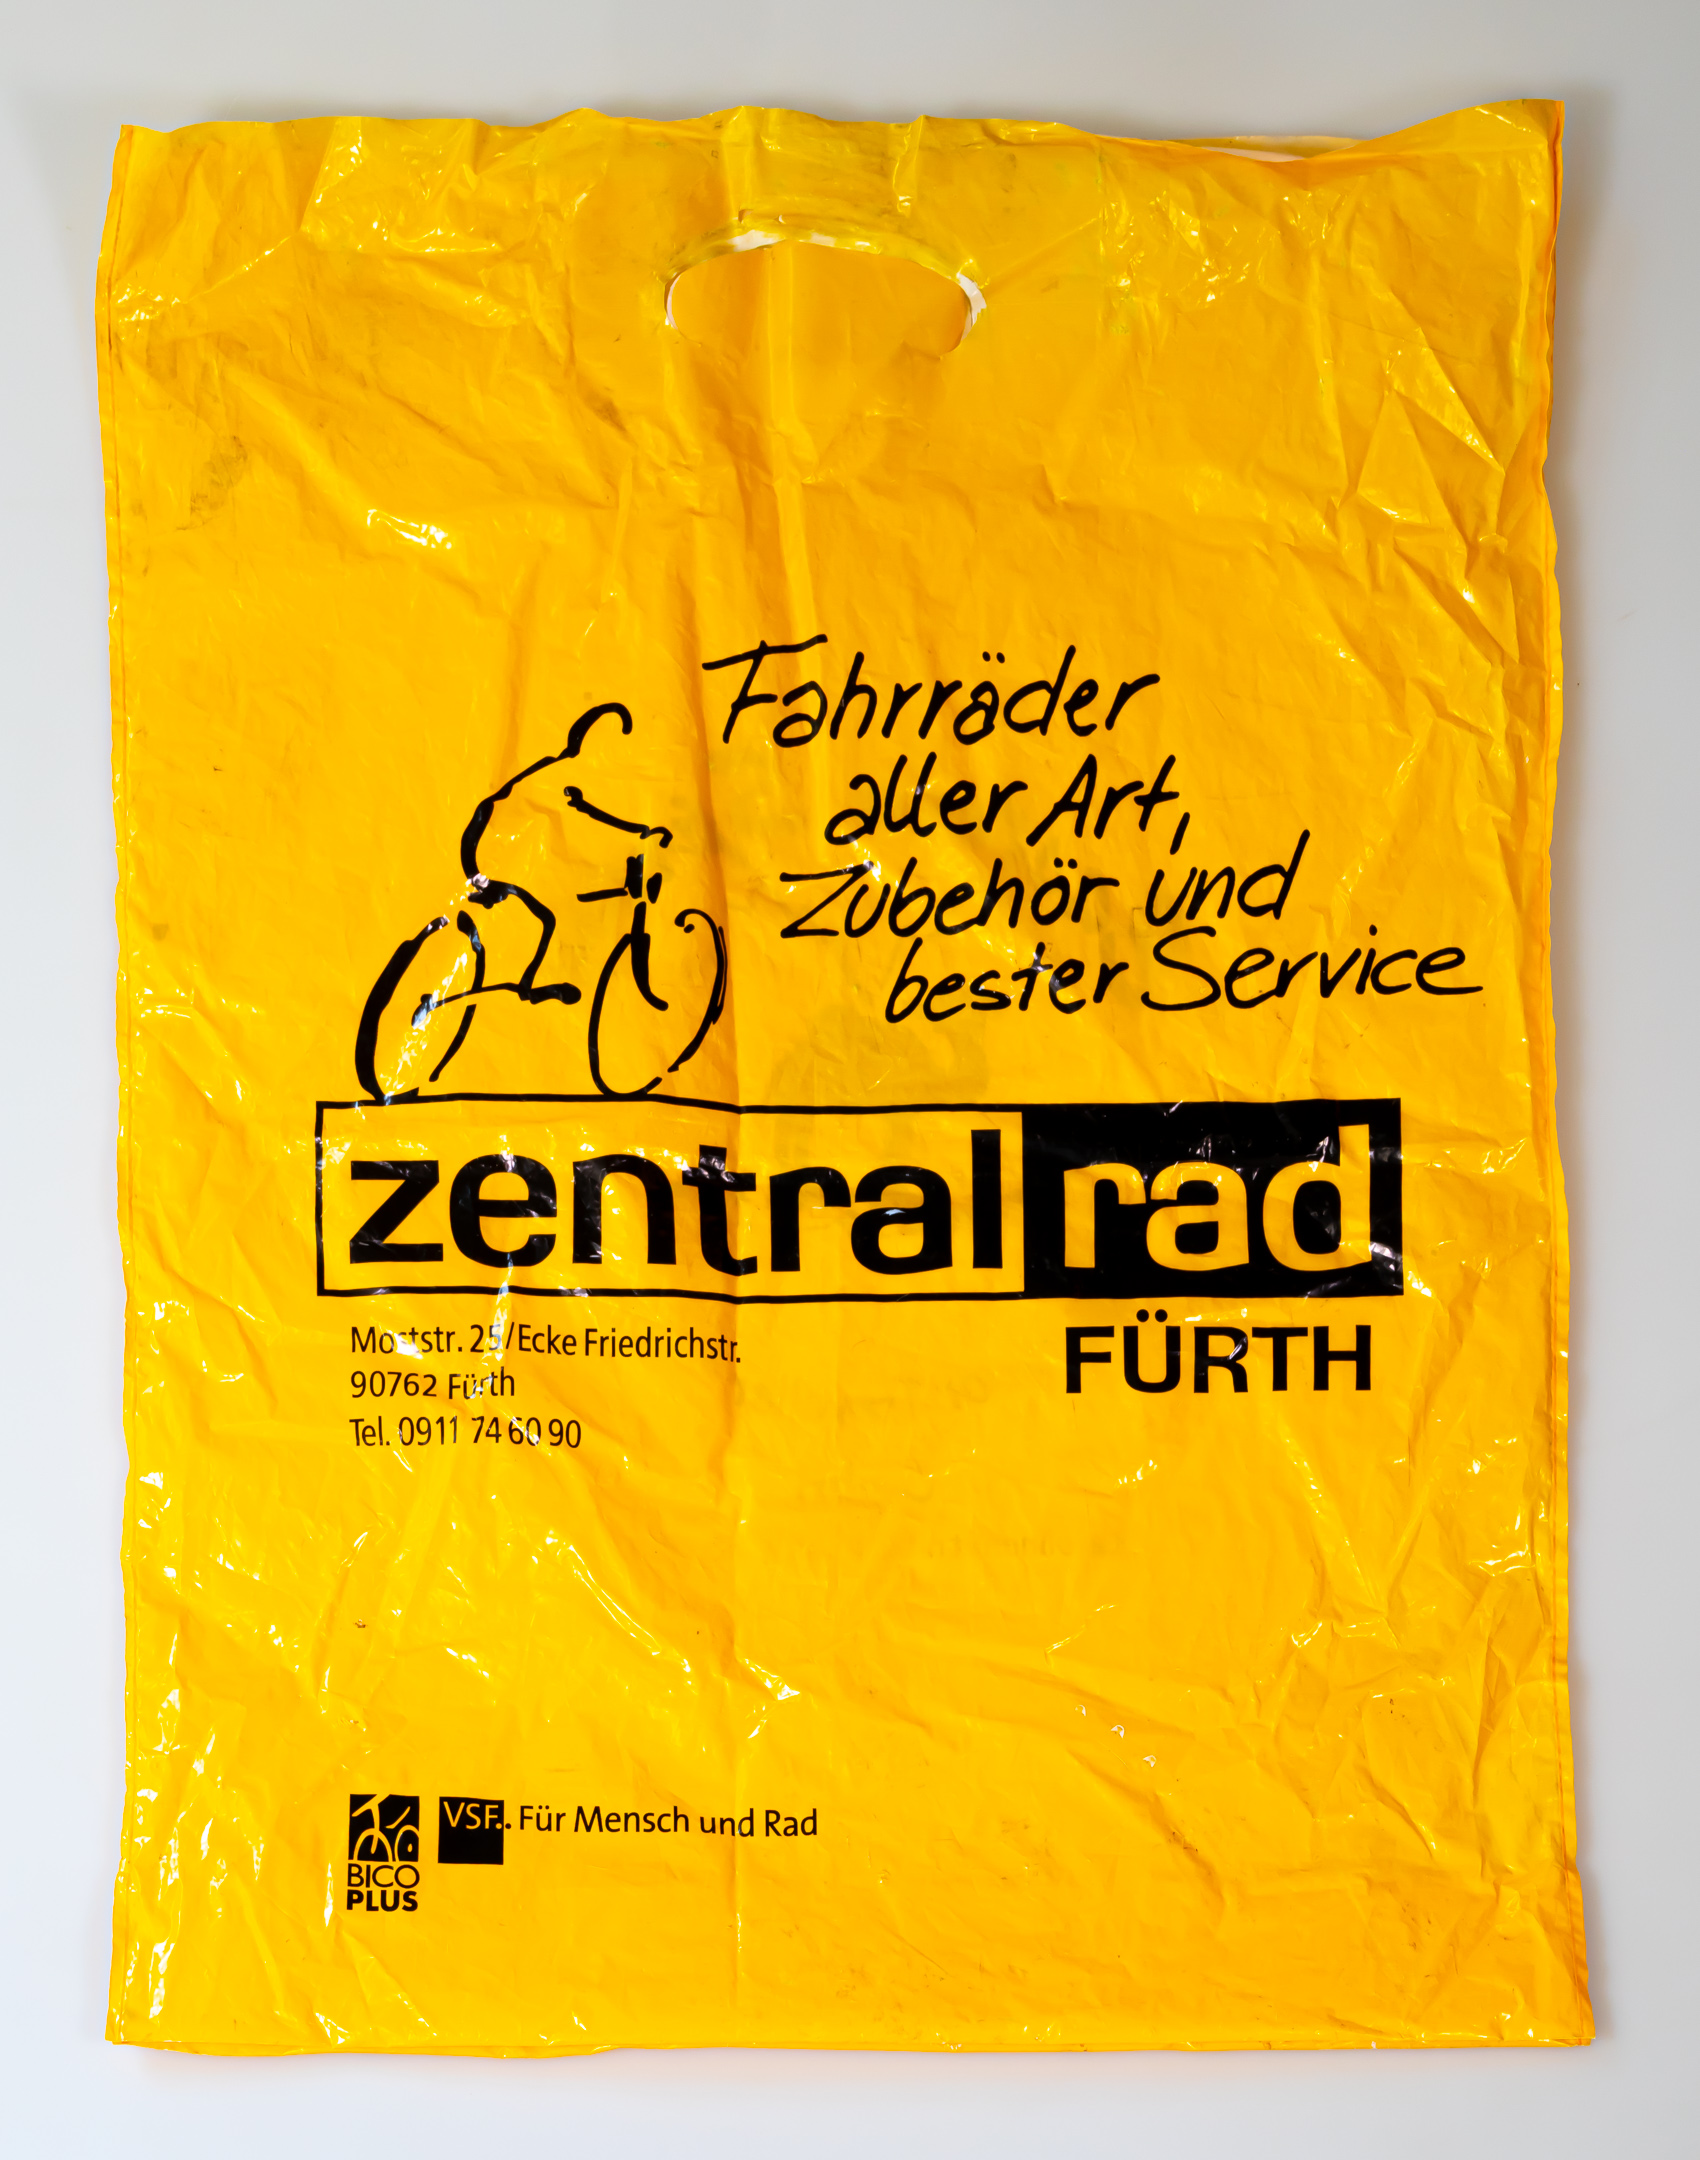 Fahrräder
aller Art,
Zubehör und
bester Service
zentralrad
FÜRTH
Moststr. 25/Ecke Friedrichstr.
90762 Fürth
Tel. 0911 74 60 90
BICO
PLUS
VSF.. Für Mensch und Rad